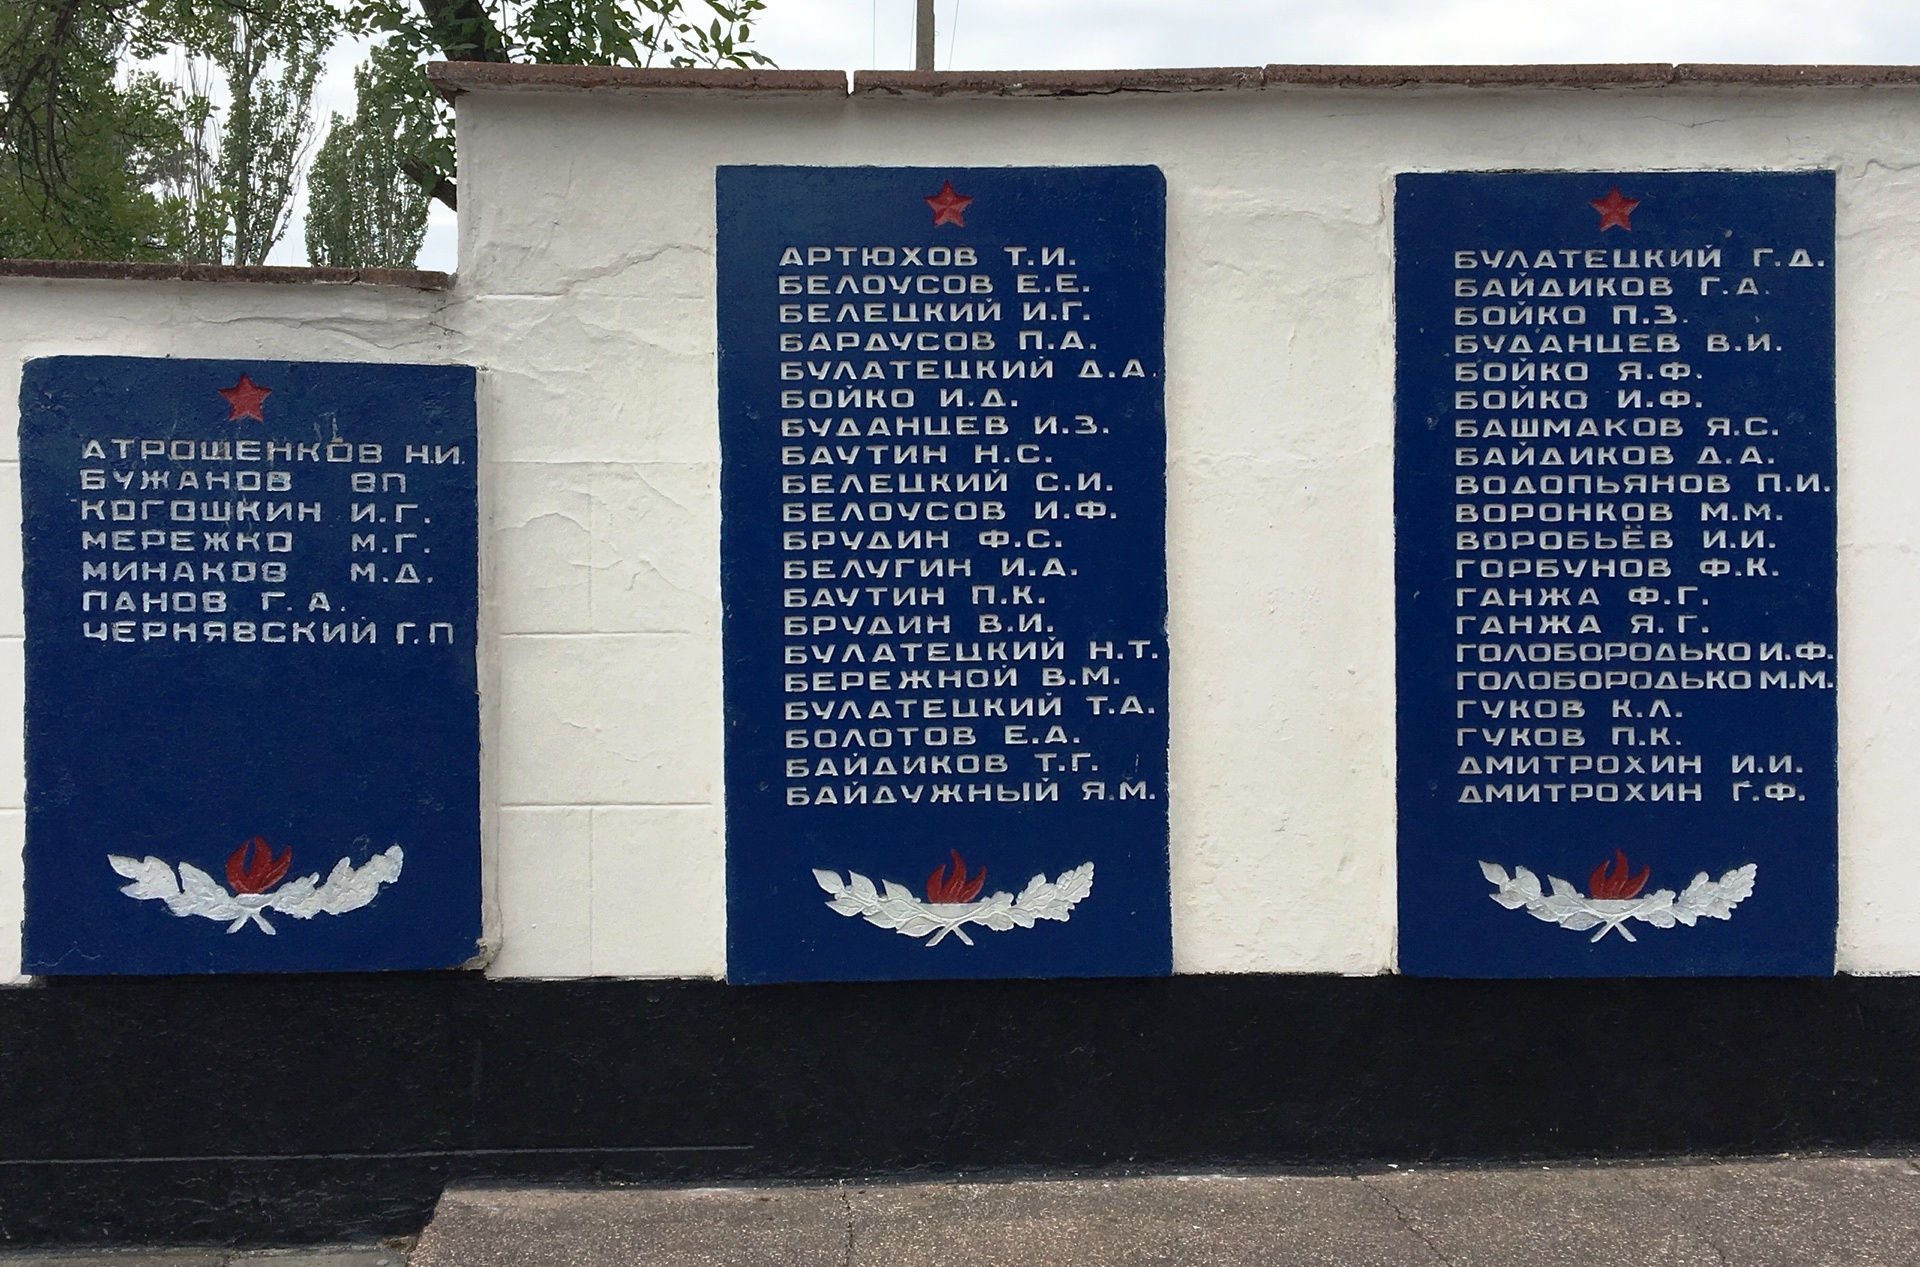 АТРОЩЕНКОВ Н.И.
БУЖАНОВ ВП
КОГОШКИН И.Г.
МЕРЕЖКО М.Г.
МИНАКОВ М.Д.
ПАНОВ Г.А.
ЧЕРНЯВСКИЙ Г.П
АРТЮХОВ Т.И.
БЕЛОУСОВ Е.Е.
БЕЛЕЦКИЙ И.Г.
БАРДУСОВ П.А.
БУЛАТЕЦКИЙ Д.А.
БОЙКО И.Д.
БУДАНЦЕВ И.З.
БАУТИН Н.С.
БЕЛЕЦКИЙ С.И.
БЕЛОУСОВ И.Ф.
БРУДИН Ф.С.
БЕЛУГИН И.А.
БАУТИН П.К.
БРУДИН В.И.
БУЛАТЕЦКИЙ Н.Т.
БЕРЕЖНОЙ В.М.
БУЛАТЕЦКИЙ Т.А.
БОЛОТОВ Е.А.
БАЙДИКОВ Т.Г.
БАЙДУЖНЫЙ Я.М.
БУЛАТЕЦКИЙ Г.Д.
БАЙДИКОВ Г.А.
БОЙКО П.З.
БУДАНЦЕВ В.И.
БОЙКО Я.Ф.
БОЙКО И.Ф.
БАШМАКОВ Я.С.
БАЙДИКОВ Д.А.
ВОДОПЬЯНОВ П.И.
ВОРОНКОВ М.М.
ВОРОБЬЁВ И.И.
ГОРБУНОВ Ф.К.
ГАНЖА Ф.Г.
ГАНЖА Я.Г.
ГОЛОБОРОДЬКО И.Ф.
ГОЛОБОРОДЬКО М.М.
ГУКОВ К.Л.
ГУКОВ П.К.
ДМИТРОХИН И.И.
ДМИТРОХИН Г.Ф.